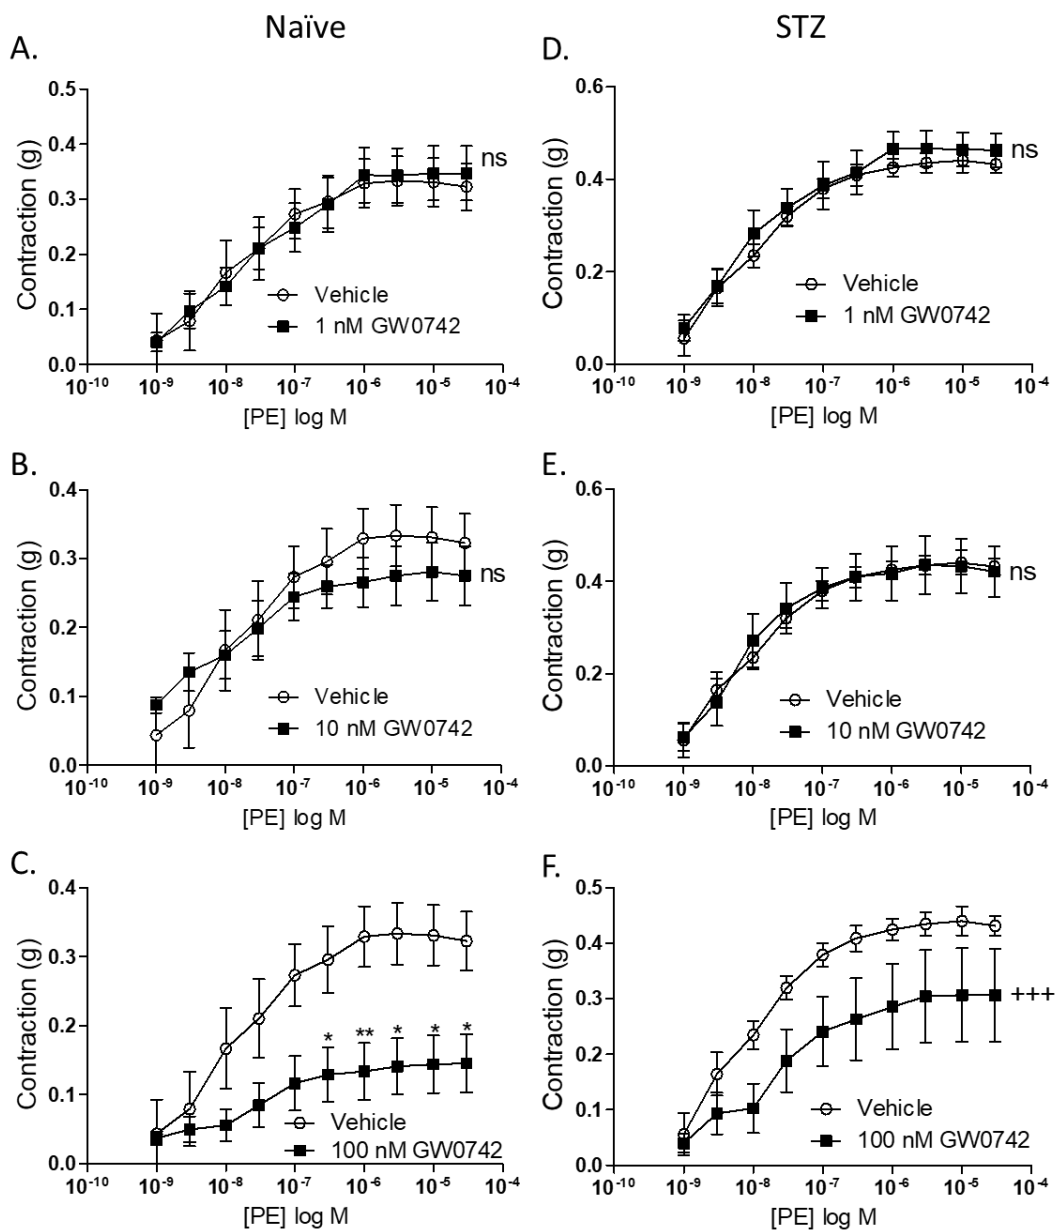 Naïve
STZ
A.
Contraction (g)
0.5
0.4
0.3
0.2
0.1
0.0
ns
Vehicle
1 nM GW0742
10⁻¹⁰ 10⁻⁹ 10⁻⁸ 10⁻⁷ 10⁻⁶ 10⁻⁵ 10⁻⁴
[PE] log M
D.
Contraction (g)
0.6
0.4
0.2
0.0
ns
Vehicle
1 nM GW0742
10⁻¹⁰ 10⁻⁹ 10⁻⁸ 10⁻⁷ 10⁻⁶ 10⁻⁵ 10⁻⁴
[PE] log M
B.
Contraction (g)
0.4
0.3
0.2
0.1
0.0
ns
Vehicle
10 nM GW0742
10⁻¹⁰ 10⁻⁹ 10⁻⁸ 10⁻⁷ 10⁻⁶ 10⁻⁵ 10⁻⁴
[PE] log M
E.
Contraction (g)
0.6
0.4
0.2
0.0
ns
Vehicle
10 nM GW0742
10⁻¹⁰ 10⁻⁹ 10⁻⁸ 10⁻⁷ 10⁻⁶ 10⁻⁵ 10⁻⁴
[PE] log M
C.
Contraction (g)
0.4
0.3
0.2
0.1
0.0
* ** * * *
Vehicle
100 nM GW0742
10⁻¹⁰ 10⁻⁹ 10⁻⁸ 10⁻⁷ 10⁻⁶ 10⁻⁵ 10⁻⁴
[PE] log M
F.
Contraction (g)
0.5
0.4
0.3
0.2
0.1
0.0
+++
Vehicle
100 nM GW0742
10⁻¹⁰ 10⁻⁹ 10⁻⁸ 10⁻⁷ 10⁻⁶ 10⁻⁵ 10⁻⁴
[PE] log M